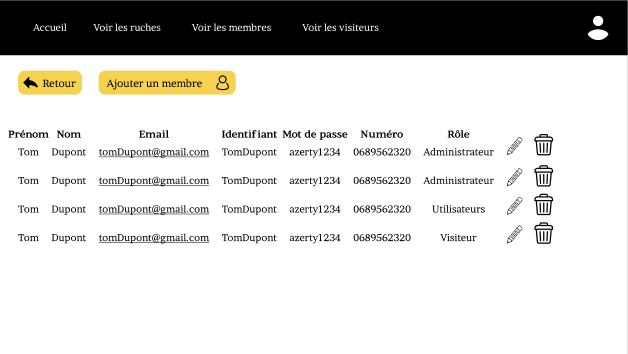 Accueil Voir les ruches Voir les membres Voir les visiteurs
Retour Ajouter un membre
Prénom Nom Email Identifiant Mot de passe Numéro Rôle
Tom Dupont tomDupont@gmail.com TomDupont azerty1234 0689562320 Administrateur
Tom Dupont tomDupont@gmail.com TomDupont azerty1234 0689562320 Administrateur
Tom Dupont tomDupont@gmail.com TomDupont azerty1234 0689562320 Utilisateurs
Tom Dupont tomDupont@gmail.com TomDupont azerty1234 0689562320 Visiteur